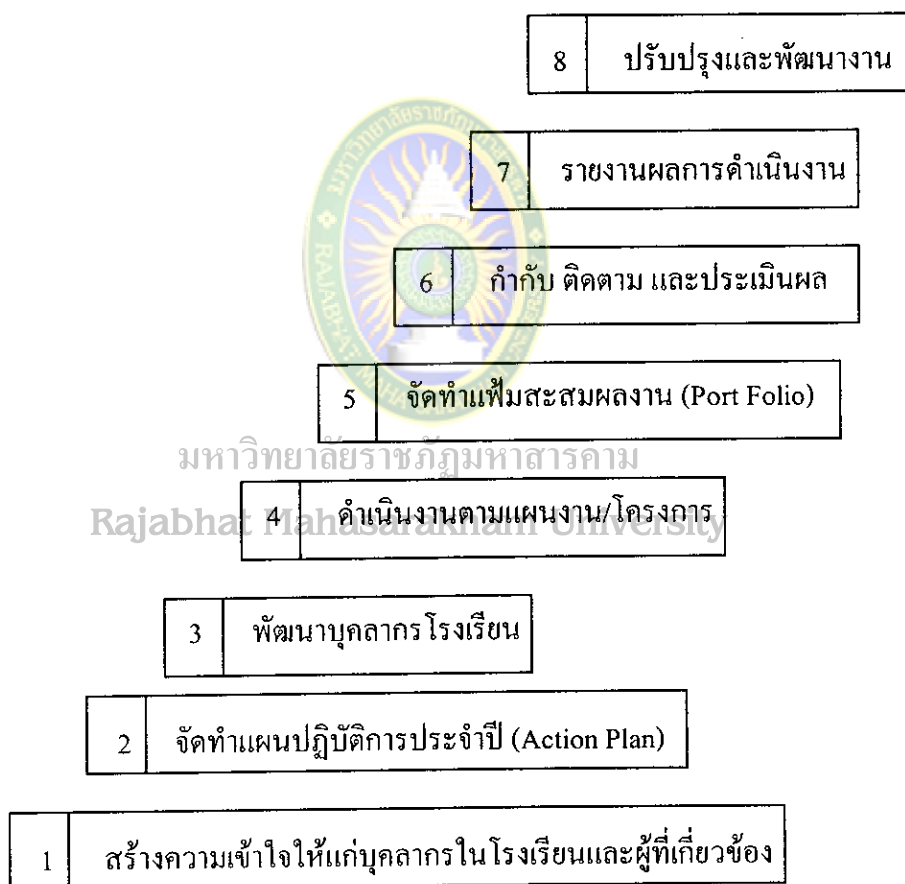 8 ปรับปรุงและพัฒนางาน
7 รายงานผลการดำเนินงาน
6 กำกับ ติดตาม และประเมินผล
5 จัดทำแฟ้มสะสมผลงาน (Port Folio)
มหาวิทยาลัยราชภัฏมหาสารคาม
4 ดำเนินงานตามแผนงาน/โครงการ
Rajabhat Mahasarakham University
3 พัฒนาบุคลากรโรงเรียน
2 จัดทำแผนปฏิบัติการประจำปี (Action Plan)
1 สร้างความเข้าใจให้แก่บุคลากรในโรงเรียนและผู้ที่เกี่ยวข้อง